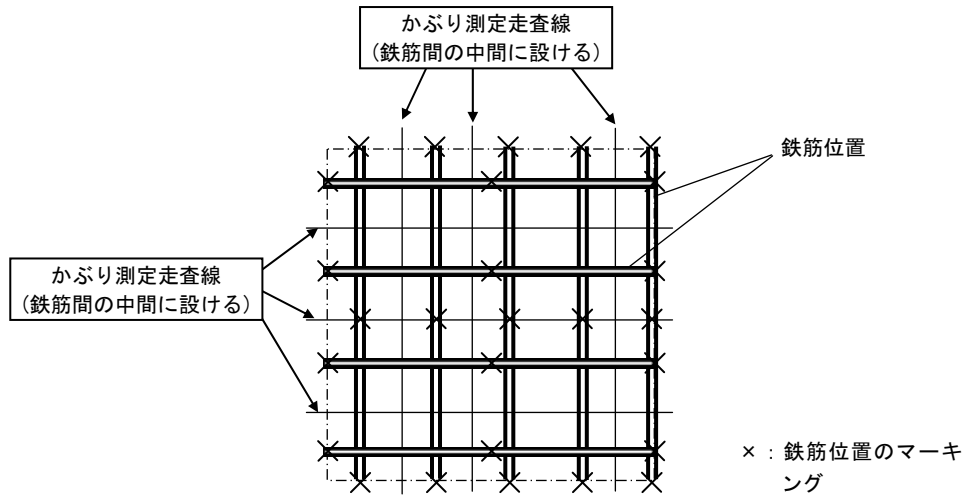 かぶり測定走査線
(鉄筋間の中間に設ける)
鉄筋位置
かぶり測定走査線
(鉄筋間の中間に設ける)
×：鉄筋位置のマーキ
ング